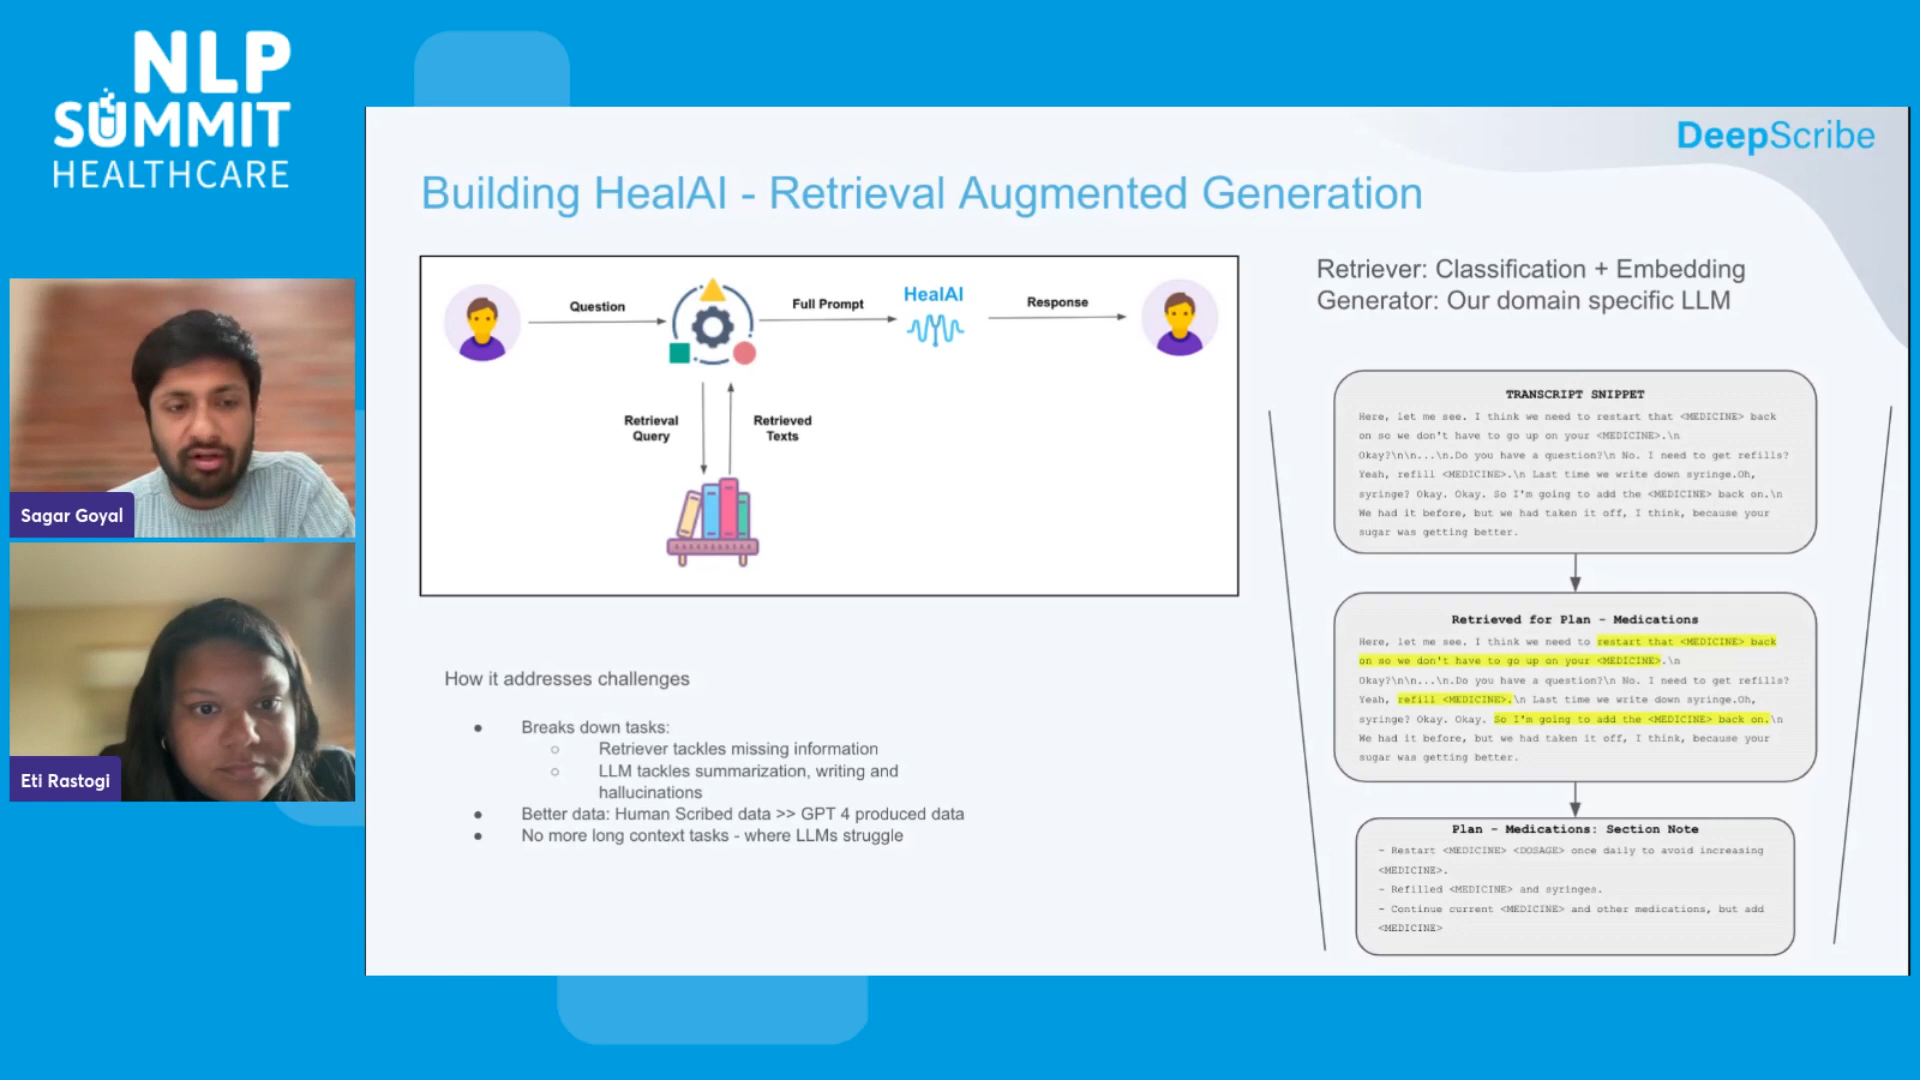 NLP
SUMMIT
HEALTHCARE
Sagar Goyal
Eti Rastogi
DeepScribe
Building HealAI - Retrieval Augmented Generation
Question
Full Prompt
HealAI
Response
Retrieval
Query
Retrieved
Texts
How it addresses challenges
● Breaks down tasks:
○ Retriever tackles missing information
○ LLM tackles summarization, writing and
hallucinations
● Better data: Human Scribed data >> GPT 4 produced data
● No more long context tasks - where LLMs struggle
Retriever: Classification + Embedding
Generator: Our domain specific LLM
TRANSCRIPT SNIPPET
Here, let me see. I think we need to restart that <MEDICINE> back
on so we don't have to go up on your <MEDICINE>.\n
Okay?\n\n...\n.Do you have a question?\n No. I need to get refills?
Yeah, refill <MEDICINE>.\n Last time we write down syringe.Oh,
syringe? Okay. Okay. So I'm going to add the <MEDICINE> back on.\n
We had it before, but we had taken it off, I think, because your
sugar was getting better.
Retrieved for Plan - Medications
Here, let me see. I think we need to restart that <MEDICINE> back
on so we don't have to go up on your <MEDICINE>.\n
Okay?\n\n...\n.Do you have a question?\n No. I need to get refills?
Yeah, refill <MEDICINE>.\n Last time we write down syringe.Oh,
syringe? Okay. Okay. So I'm going to add the <MEDICINE> back on.\n
We had it before, but we had taken it off, I think, because your
sugar was getting better.
Plan - Medications: Section Note
- Restart <MEDICINE> <DOSAGE> once daily to avoid increasing
<MEDICINE>.
- Refilled <MEDICINE> and syringes.
- Continue current <MEDICINE> and other medications, but add
<MEDICINE>